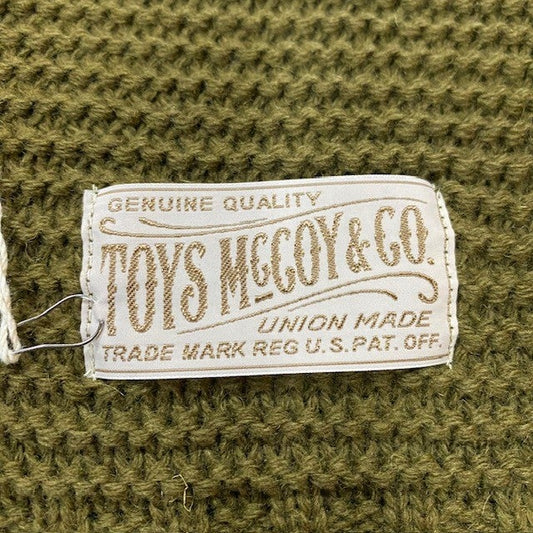 GENUINE QUALITY
TOYS McCOY & CO.
UNION MADE
TRADE MARK REG U.S. PAT. OFF.